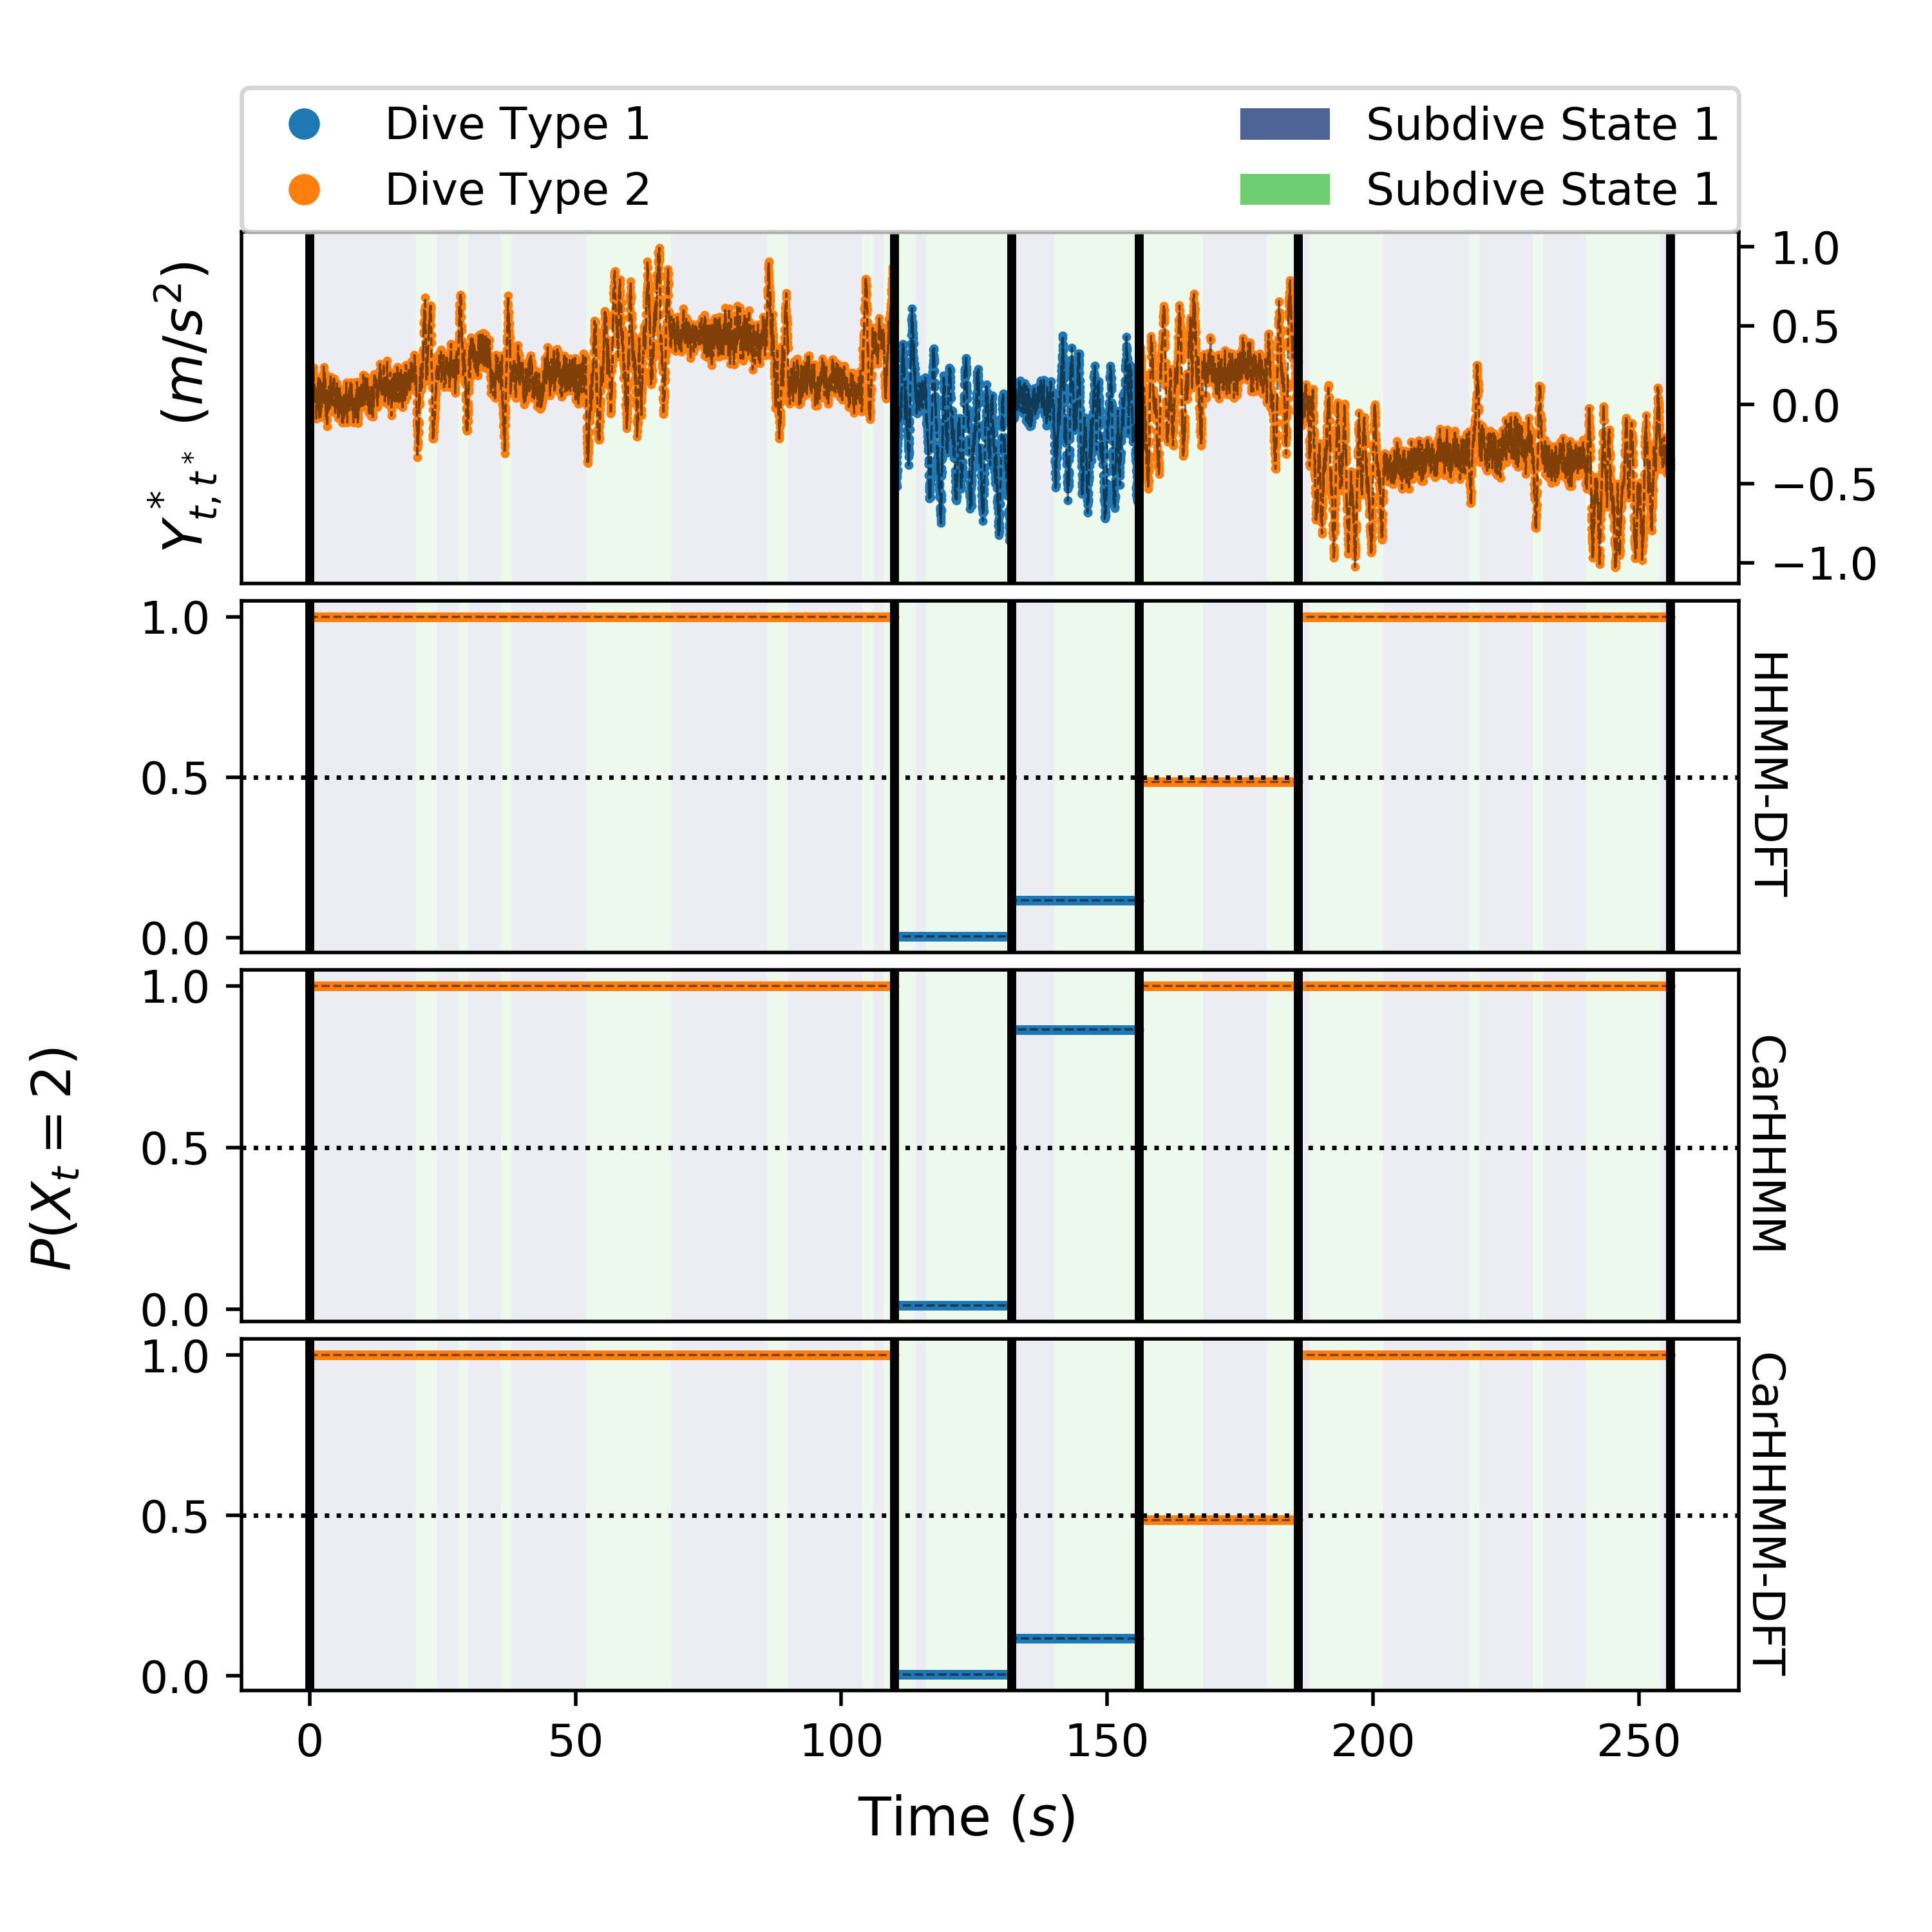 Dive Type 1
Dive Type 2
Subdive State 1
Subdive State 1
Y*t,t* (m/s²)
1.0
0.5
0.0
−0.5
−1.0
1.0
0.5
0.0
HHMM-DFT
1.0
0.5
0.0
CarHHMM
P(Xt = 2)
1.0
0.5
0.0
CarHHMM-DFT
0 50 100 150 200 250
Time (s)